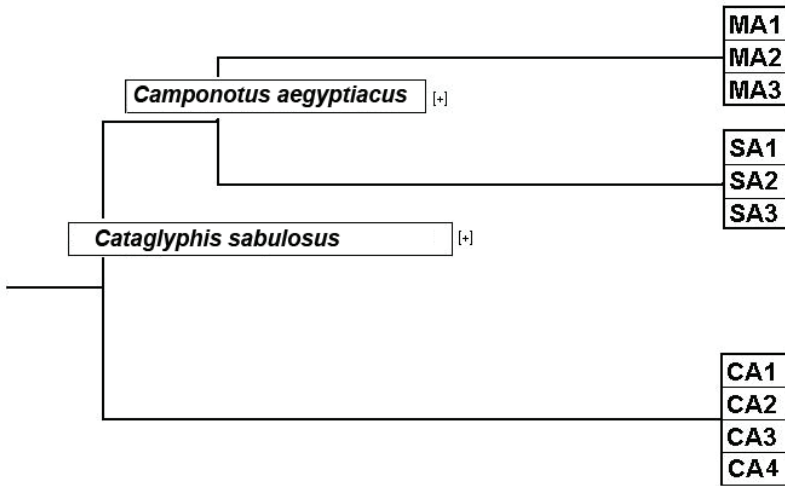 MA1
MA2
MA3
Camponotus aegyptiacus [+]
SA1
SA2
SA3
Cataglyphis sabulosus [+]
CA1
CA2
CA3
CA4